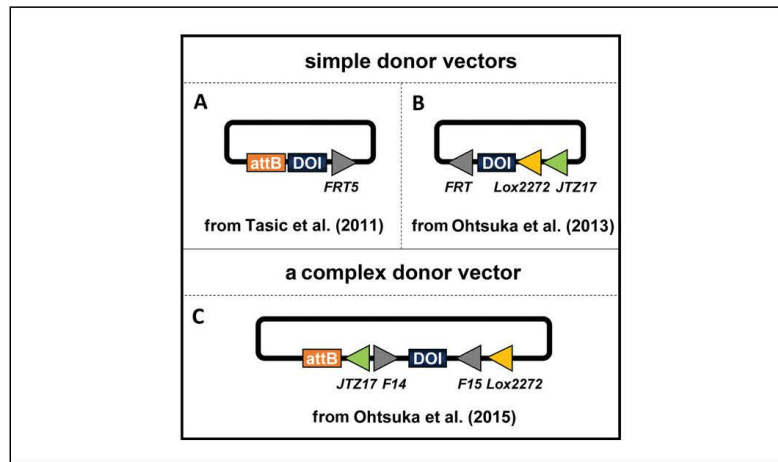 simple donor vectors
A
attB DOI
FRT5
from Tasic et al. (2011)
B
DOI
FRT Lox2272 JTZ17
from Ohtsuka et al. (2013)
a complex donor vector
C
attB DOI
JTZ17 F14 F15 Lox2272
from Ohtsuka et al. (2015)